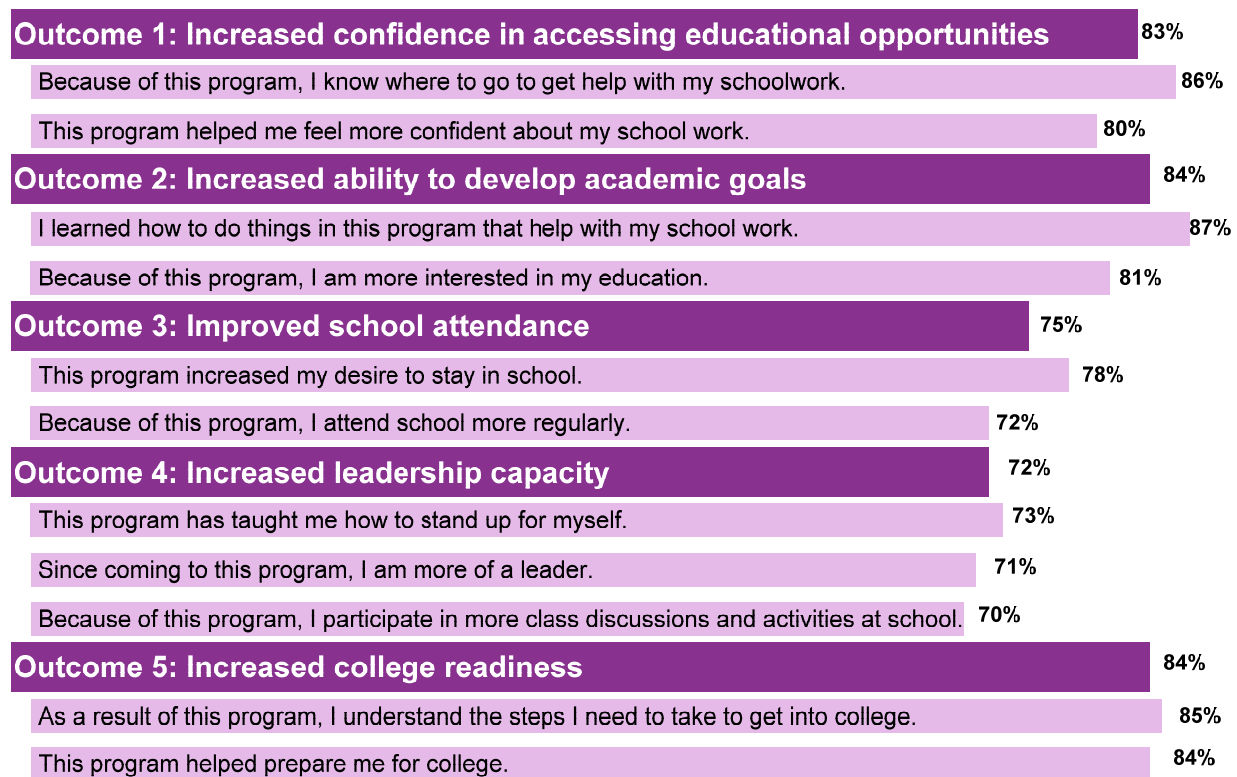 Outcome 1: Increased confidence in accessing educational opportunities 83%
Because of this program, I know where to go to get help with my schoolwork. 86%
This program helped me feel more confident about my school work. 80%
Outcome 2: Increased ability to develop academic goals 84%
I learned how to do things in this program that help with my school work. 87%
Because of this program, I am more interested in my education. 81%
Outcome 3: Improved school attendance 75%
This program increased my desire to stay in school. 78%
Because of this program, I attend school more regularly. 72%
Outcome 4: Increased leadership capacity 72%
This program has taught me how to stand up for myself. 73%
Since coming to this program, I am more of a leader. 71%
Because of this program, I participate in more class discussions and activities at school. 70%
Outcome 5: Increased college readiness 84%
As a result of this program, I understand the steps I need to take to get into college. 85%
This program helped prepare me for college. 84%